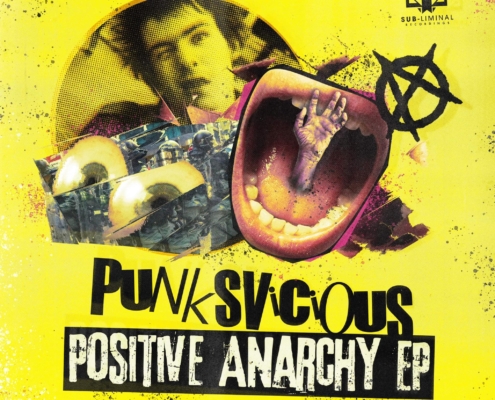 SUB-LIMINAL
RECORDINGS
PUNKSViCiOUS
POSITIVE ANARCHY EP